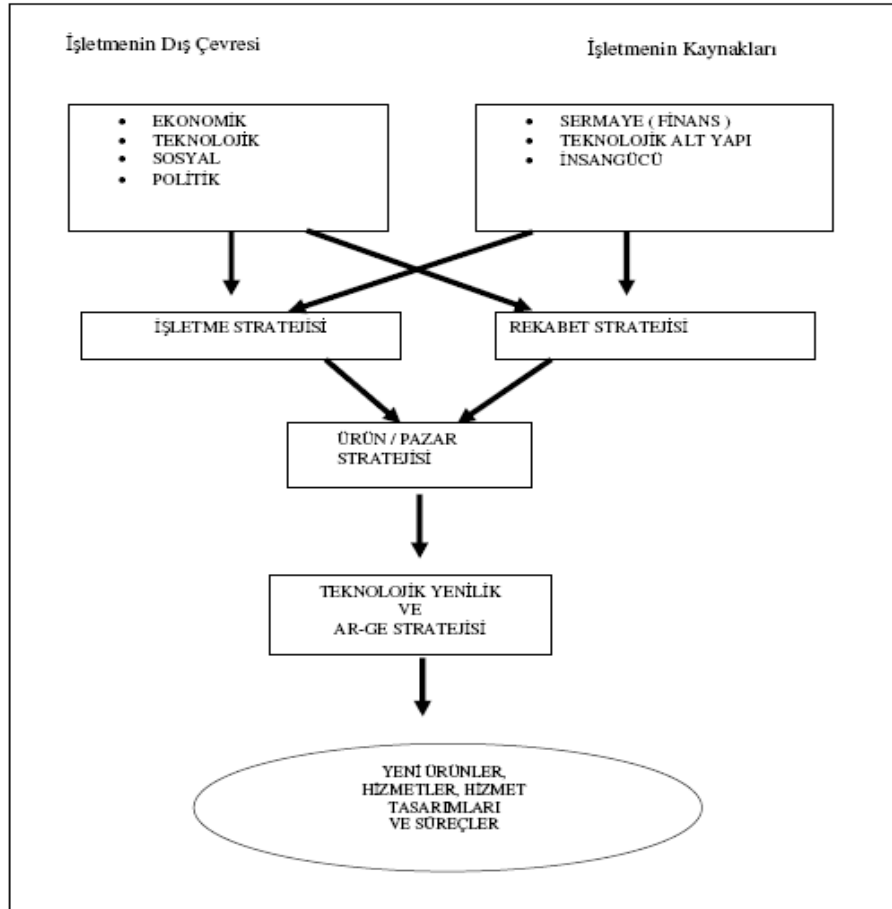 İşletmenin Dış Çevresi
İşletmenin Kaynakları
• EKONOMİK
• TEKNOLOJİK
• SOSYAL
• POLİTİK
• SERMAYE ( FİNANS )
• TEKNOLOJİK ALT YAPI
• İNSANGÜCÜ
İŞLETME STRATEJİSİ
REKABET STRATEJİSİ
ÜRÜN / PAZAR
STRATEJİSİ
TEKNOLOJİK YENİLİK
VE
AR-GE STRATEJİSİ
YENİ ÜRÜNLER,
HİZMETLER, HİZMET
TASARIMLARI
VE SÜREÇLER